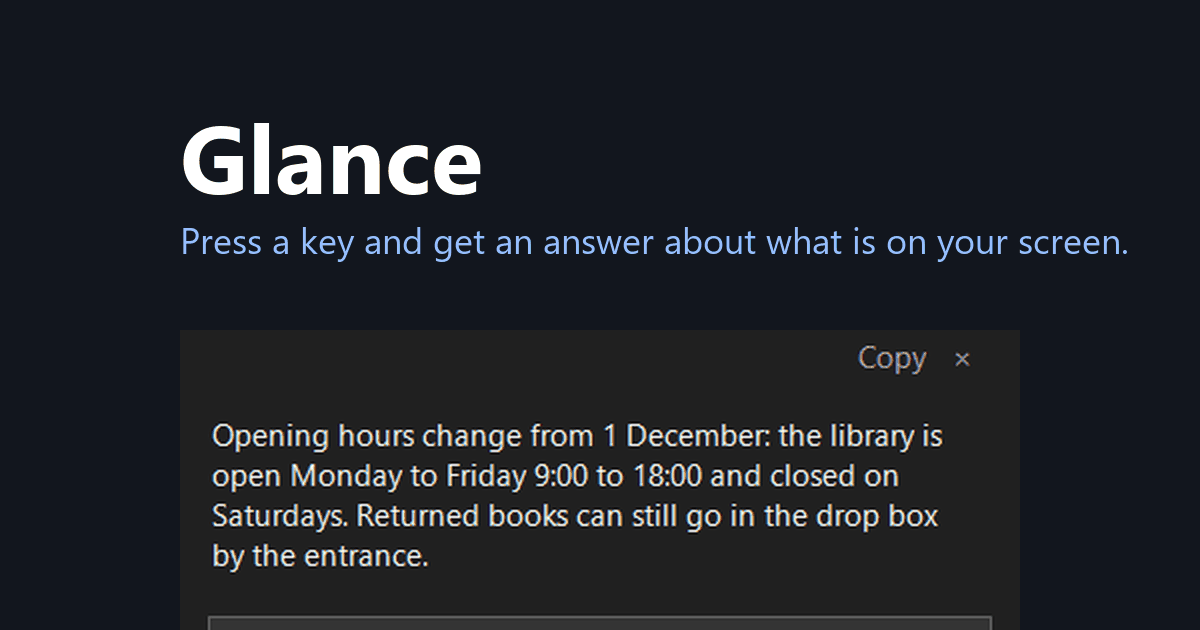 Glance
Press a key and get an answer about what is on your screen.
Copy ×
Opening hours change from 1 December: the library is
open Monday to Friday 9:00 to 18:00 and closed on
Saturdays. Returned books can still go in the drop box
by the entrance.